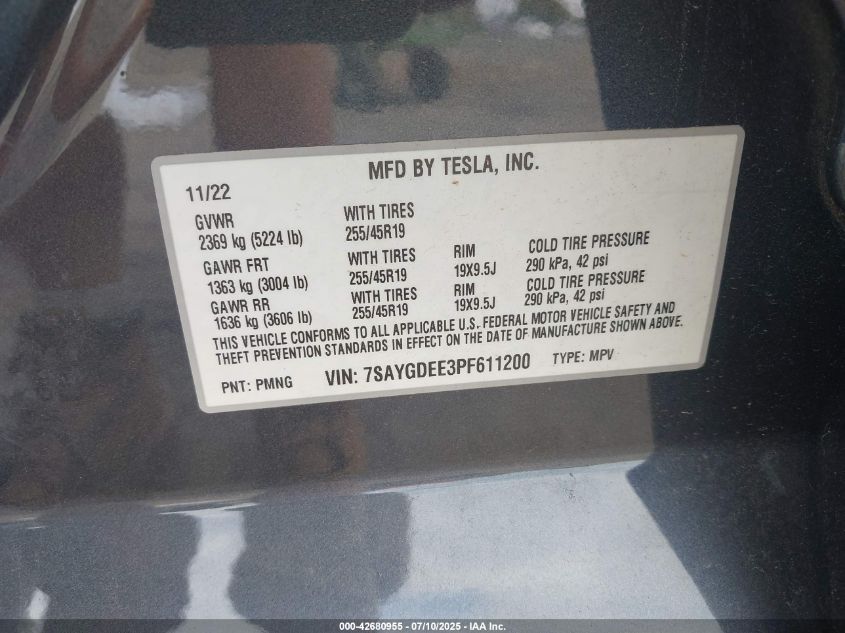 MFD BY TESLA, INC.
11/22
GVWR WITH TIRES
2369 kg (5224 lb) 255/45R19
GAWR FRT WITH TIRES RIM COLD TIRE PRESSURE
1363 kg (3004 lb) 255/45R19 19X9.5J 290 kPa, 42 psi
GAWR RR WITH TIRES RIM COLD TIRE PRESSURE
1636 kg (3606 lb) 255/45R19 19X9.5J 290 kPa, 42 psi
THIS VEHICLE CONFORMS TO ALL APPLICABLE U.S. FEDERAL MOTOR VEHICLE SAFETY AND
THEFT PREVENTION STANDARDS IN EFFECT ON THE DATE OF MANUFACTURE SHOWN ABOVE.
PNT: PMNG VIN: 7SAYGDEE3PF611200 TYPE: MPV
000-42680955 - 07/10/2025 - IAA Inc.